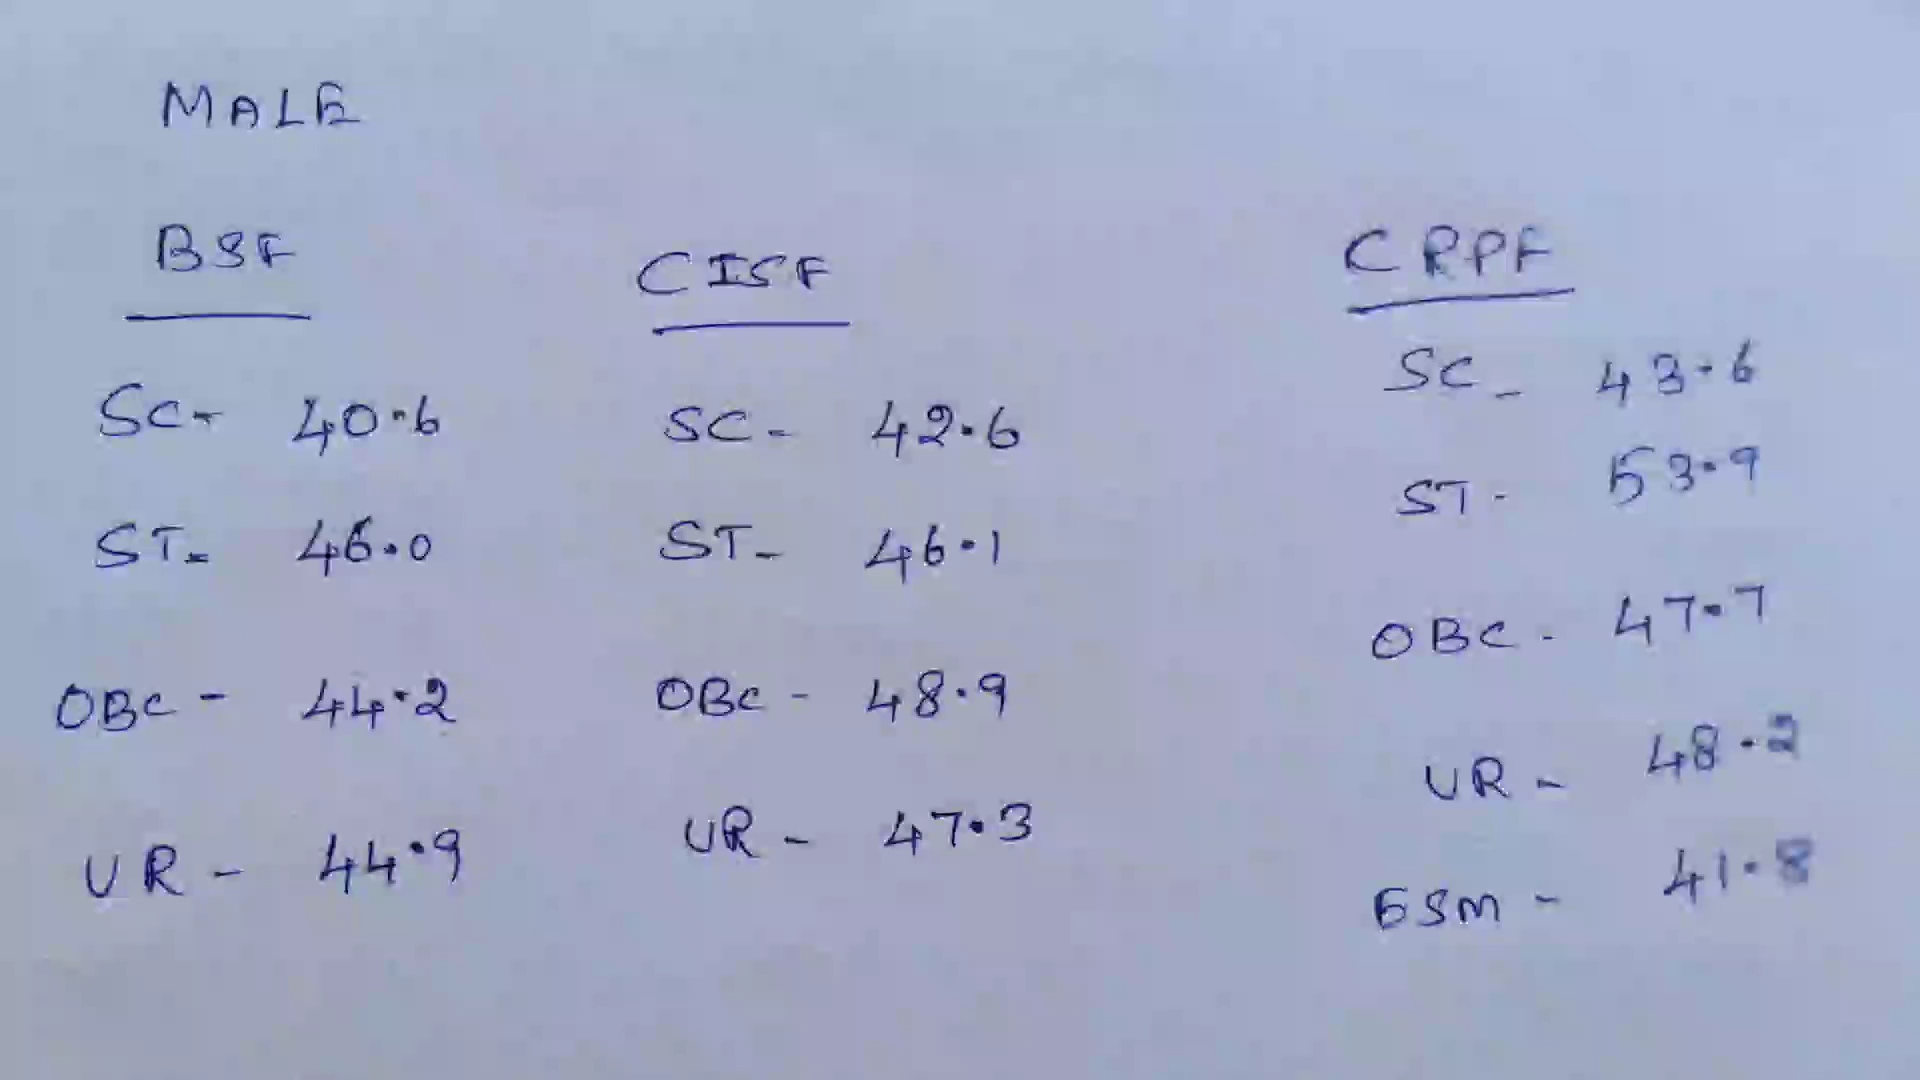 MALE
BSF
SC- 40.6
ST- 46.0
OBC - 44.2
UR - 44.9
CISF
SC- 42.6
ST- 46.1
OBC - 48.9
UR - 47.3
CRPF
SC - 43.6
ST - 53.9
OBC - 47.7
UR - 48.2
ESM - 41.8